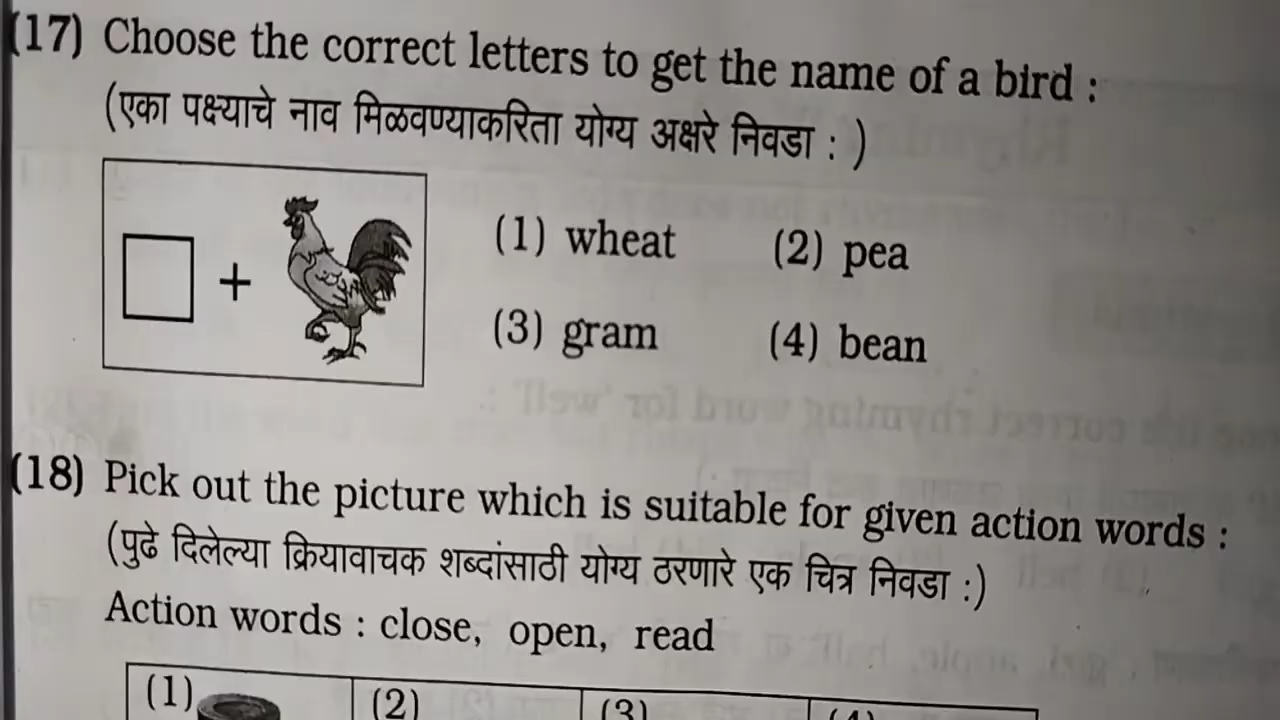 (17) Choose the correct letters to get the name of a bird :
(एका पक्ष्याचे नाव मिळवण्याकरिता योग्य अक्षरे निवडा : )
+
(1) wheat (2) pea
(3) gram (4) bean
(18) Pick out the picture which is suitable for given action words :
(पुढे दिलेल्या क्रियावाचक शब्दांसाठी योग्य ठरणारे एक चित्र निवडा :)
Action words : close, open, read
(1) (2) (3) (4)